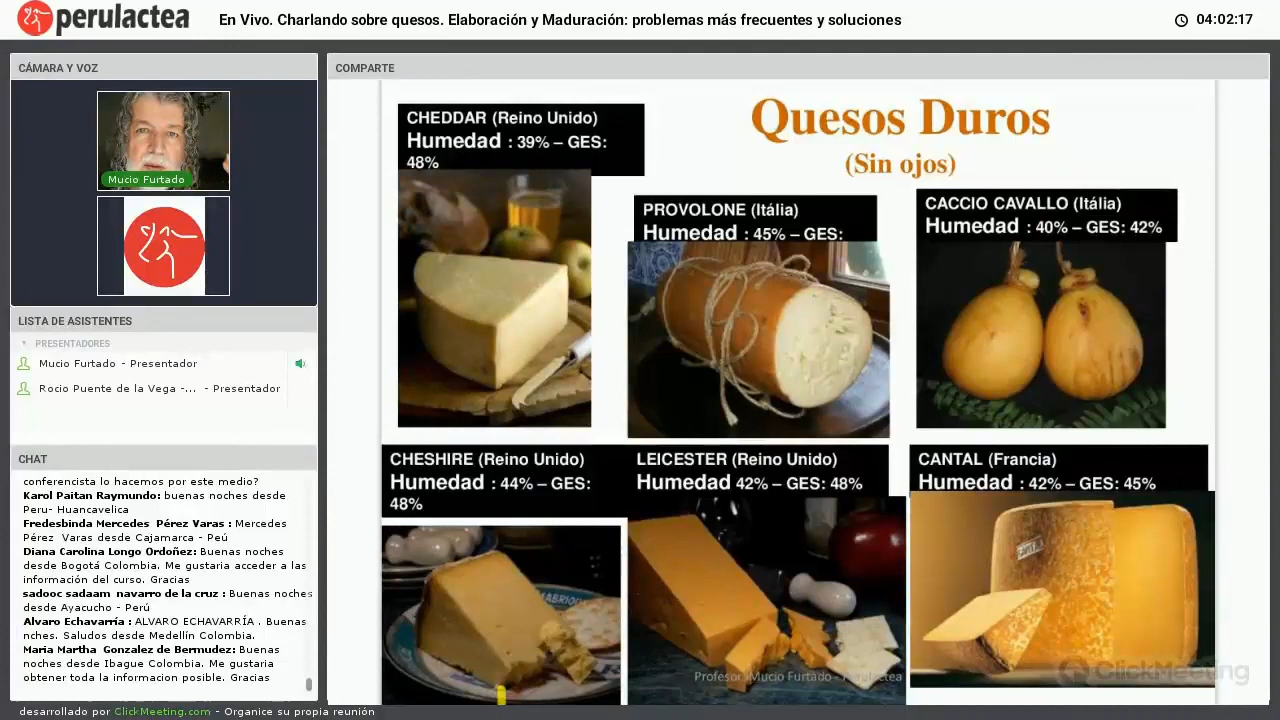 perulactea
En Vivo. Charlando sobre quesos. Elaboración y Maduración: problemas más frecuentes y soluciones
04:02:17
CÁMARA Y VOZ
Mucio Furtado
LISTA DE ASISTENTES
PRESENTADORES
Mucio Furtado - Presentador
Rocio Puente de la Vega -... - Presentador
CHAT
conferencista lo hacemos por este medio?
Karol Paitan Raymundo: buenas noches desde
Peru- Huancavelica
Fredesbinda Mercedes Pérez Varas : Mercedes
Pérez Varas desde Cajamarca - Peú
Diana Carolina Longo Ordoñez: Buenas noches
desde Bogotá Colombia. Me gustaria acceder a las
información del curso. Gracias
sadooc sadaam navarro de la cruz : Buenas noches
desde Ayacucho - Perú
Alvaro Echavarría : ALVARO ECHAVARRÍA . Buenas
nches. Saludos desde Medellín Colombia.
Maria Martha Gonzalez de Bermudez: Buenas
noches desde Ibague Colombia. Me gustaria
obtener toda la informacion posible. Gracias
COMPARTE
Quesos Duros
(Sin ojos)
CHEDDAR (Reino Unido)
Humedad : 39% – GES:
48%
PROVOLONE (Itália)
Humedad : 45% – GES:
CACCIO CAVALLO (Itália)
Humedad : 40% – GES: 42%
CHESHIRE (Reino Unido)
Humedad : 44% – GES:
48%
LEICESTER (Reino Unido)
Humedad 42% – GES: 48%
CANTAL (Francia)
Humedad : 42% – GES: 45%
Profesor Mucio Furtado - Perulactea
ClickMeeting
desarrollado por ClickMeeting.com - Organice su propia reunión